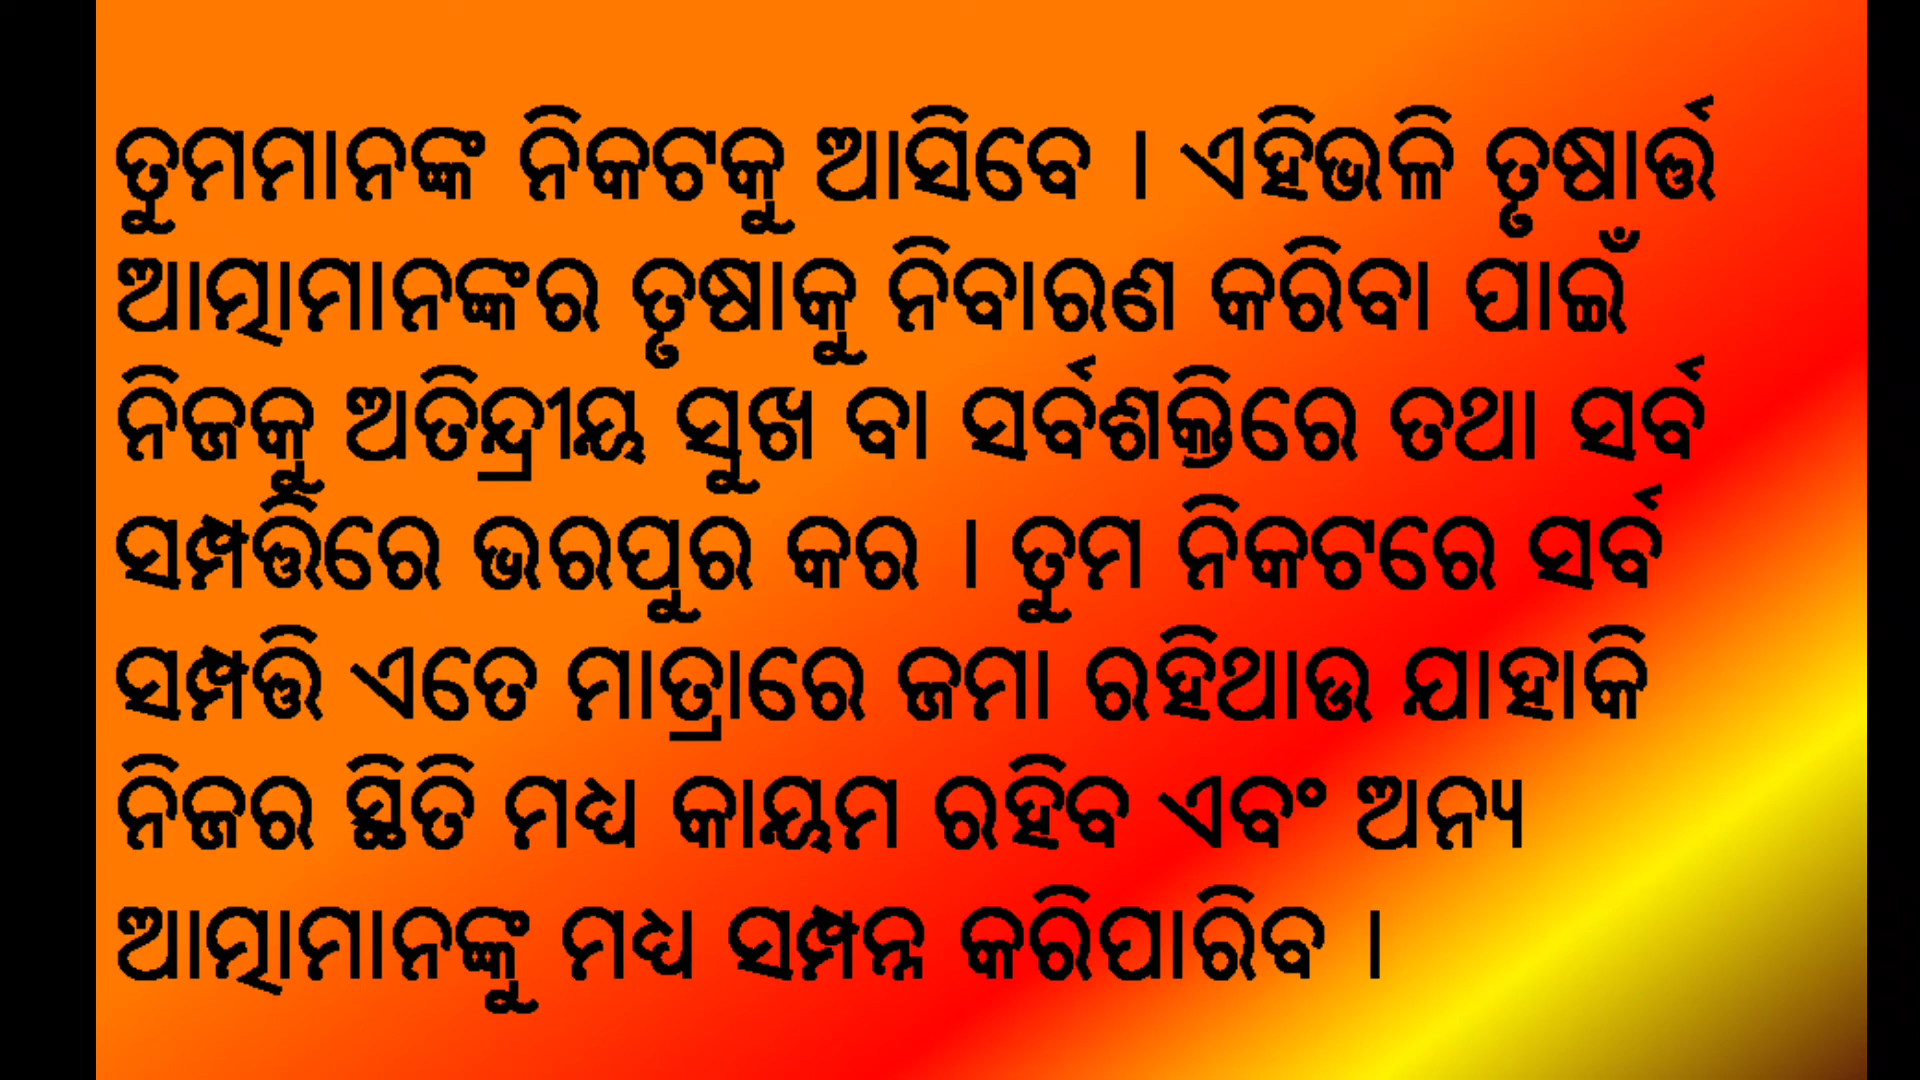 ତୁମମାନଙ୍କ ନିକଟକୁ ଆସିବେ । ଏହିଭଳି ତୃଷାର୍ତ୍ତ
ଆତ୍ମାମାନଙ୍କର ତୃଷାକୁ ନିବାରଣ କରିବା ପାଇଁ
ନିଜକୁ ଅତିନ୍ଦ୍ରୀୟ ସୁଖ ବା ସର୍ବଶକ୍ତିରେ ତଥା ସର୍ବ
ସମ୍ପତ୍ତିରେ ଭରପୁର କର । ତୁମ ନିକଟରେ ସର୍ବ
ସମ୍ପତ୍ତି ଏତେ ମାତ୍ରାରେ ଜମା ରହିଥାଉ ଯାହାକି
ନିଜର ସ୍ଥିତି ମଧ୍ୟ କାୟମ ରହିବ ଏବଂ ଅନ୍ୟ
ଆତ୍ମାମାନଙ୍କୁ ମଧ୍ୟ ସମ୍ପନ୍ନ କରିପାରିବ ।